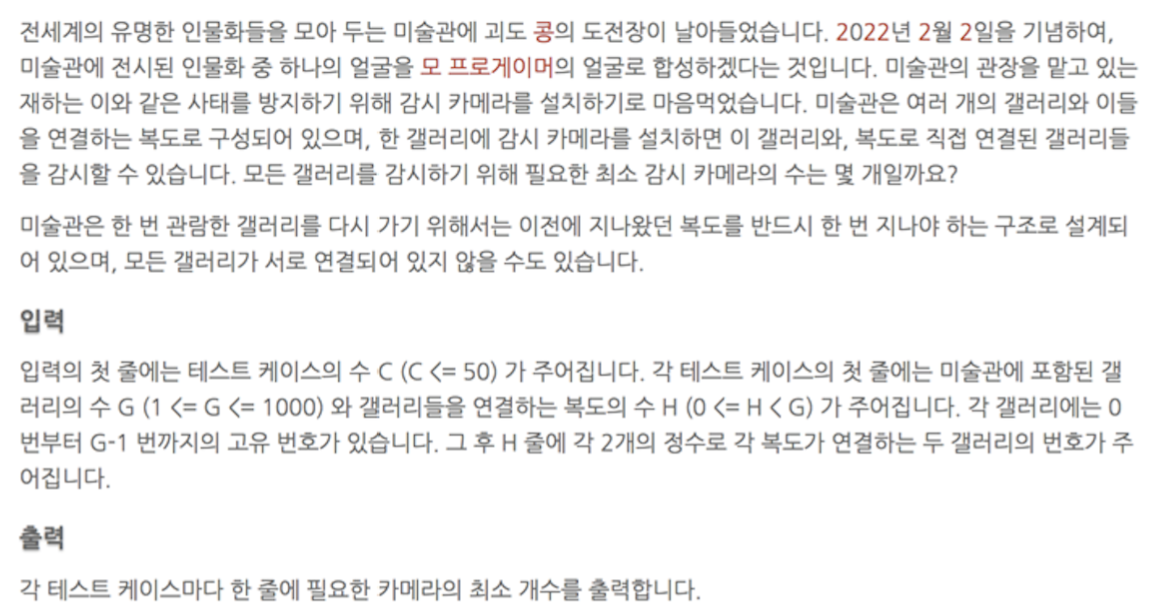 전세계의 유명한 인물화들을 모아 두는 미술관에 괴도 콩의 도전장이 날아들었습니다. 2022년 2월 2일을 기념하여,
미술관에 전시된 인물화 중 하나의 얼굴을 모 프로게이머의 얼굴로 합성하겠다는 것입니다. 미술관의 관장을 맡고 있는
재하는 이와 같은 사태를 방지하기 위해 감시 카메라를 설치하기로 마음먹었습니다. 미술관은 여러 개의 갤러리와 이들
을 연결하는 복도로 구성되어 있으며, 한 갤러리에 감시 카메라를 설치하면 이 갤러리와, 복도로 직접 연결된 갤러리들
을 감시할 수 있습니다. 모든 갤러리를 감시하기 위해 필요한 최소 감시 카메라의 수는 몇 개일까요?
미술관은 한 번 관람한 갤러리를 다시 가기 위해서는 이전에 지나왔던 복도를 반드시 한 번 지나야 하는 구조로 설계되
어 있으며, 모든 갤러리가 서로 연결되어 있지 않을 수도 있습니다.
입력
입력의 첫 줄에는 테스트 케이스의 수 C (C <= 50) 가 주어집니다. 각 테스트 케이스의 첫 줄에는 미술관에 포함된 갤
러리의 수 G (1 <= G <= 1000) 와 갤러리들을 연결하는 복도의 수 H (0 <= H < G) 가 주어집니다. 각 갤러리에는 0
번부터 G-1 번까지의 고유 번호가 있습니다. 그 후 H 줄에 각 2개의 정수로 각 복도가 연결하는 두 갤러리의 번호가 주
어집니다.
출력
각 테스트 케이스마다 한 줄에 필요한 카메라의 최소 개수를 출력합니다.